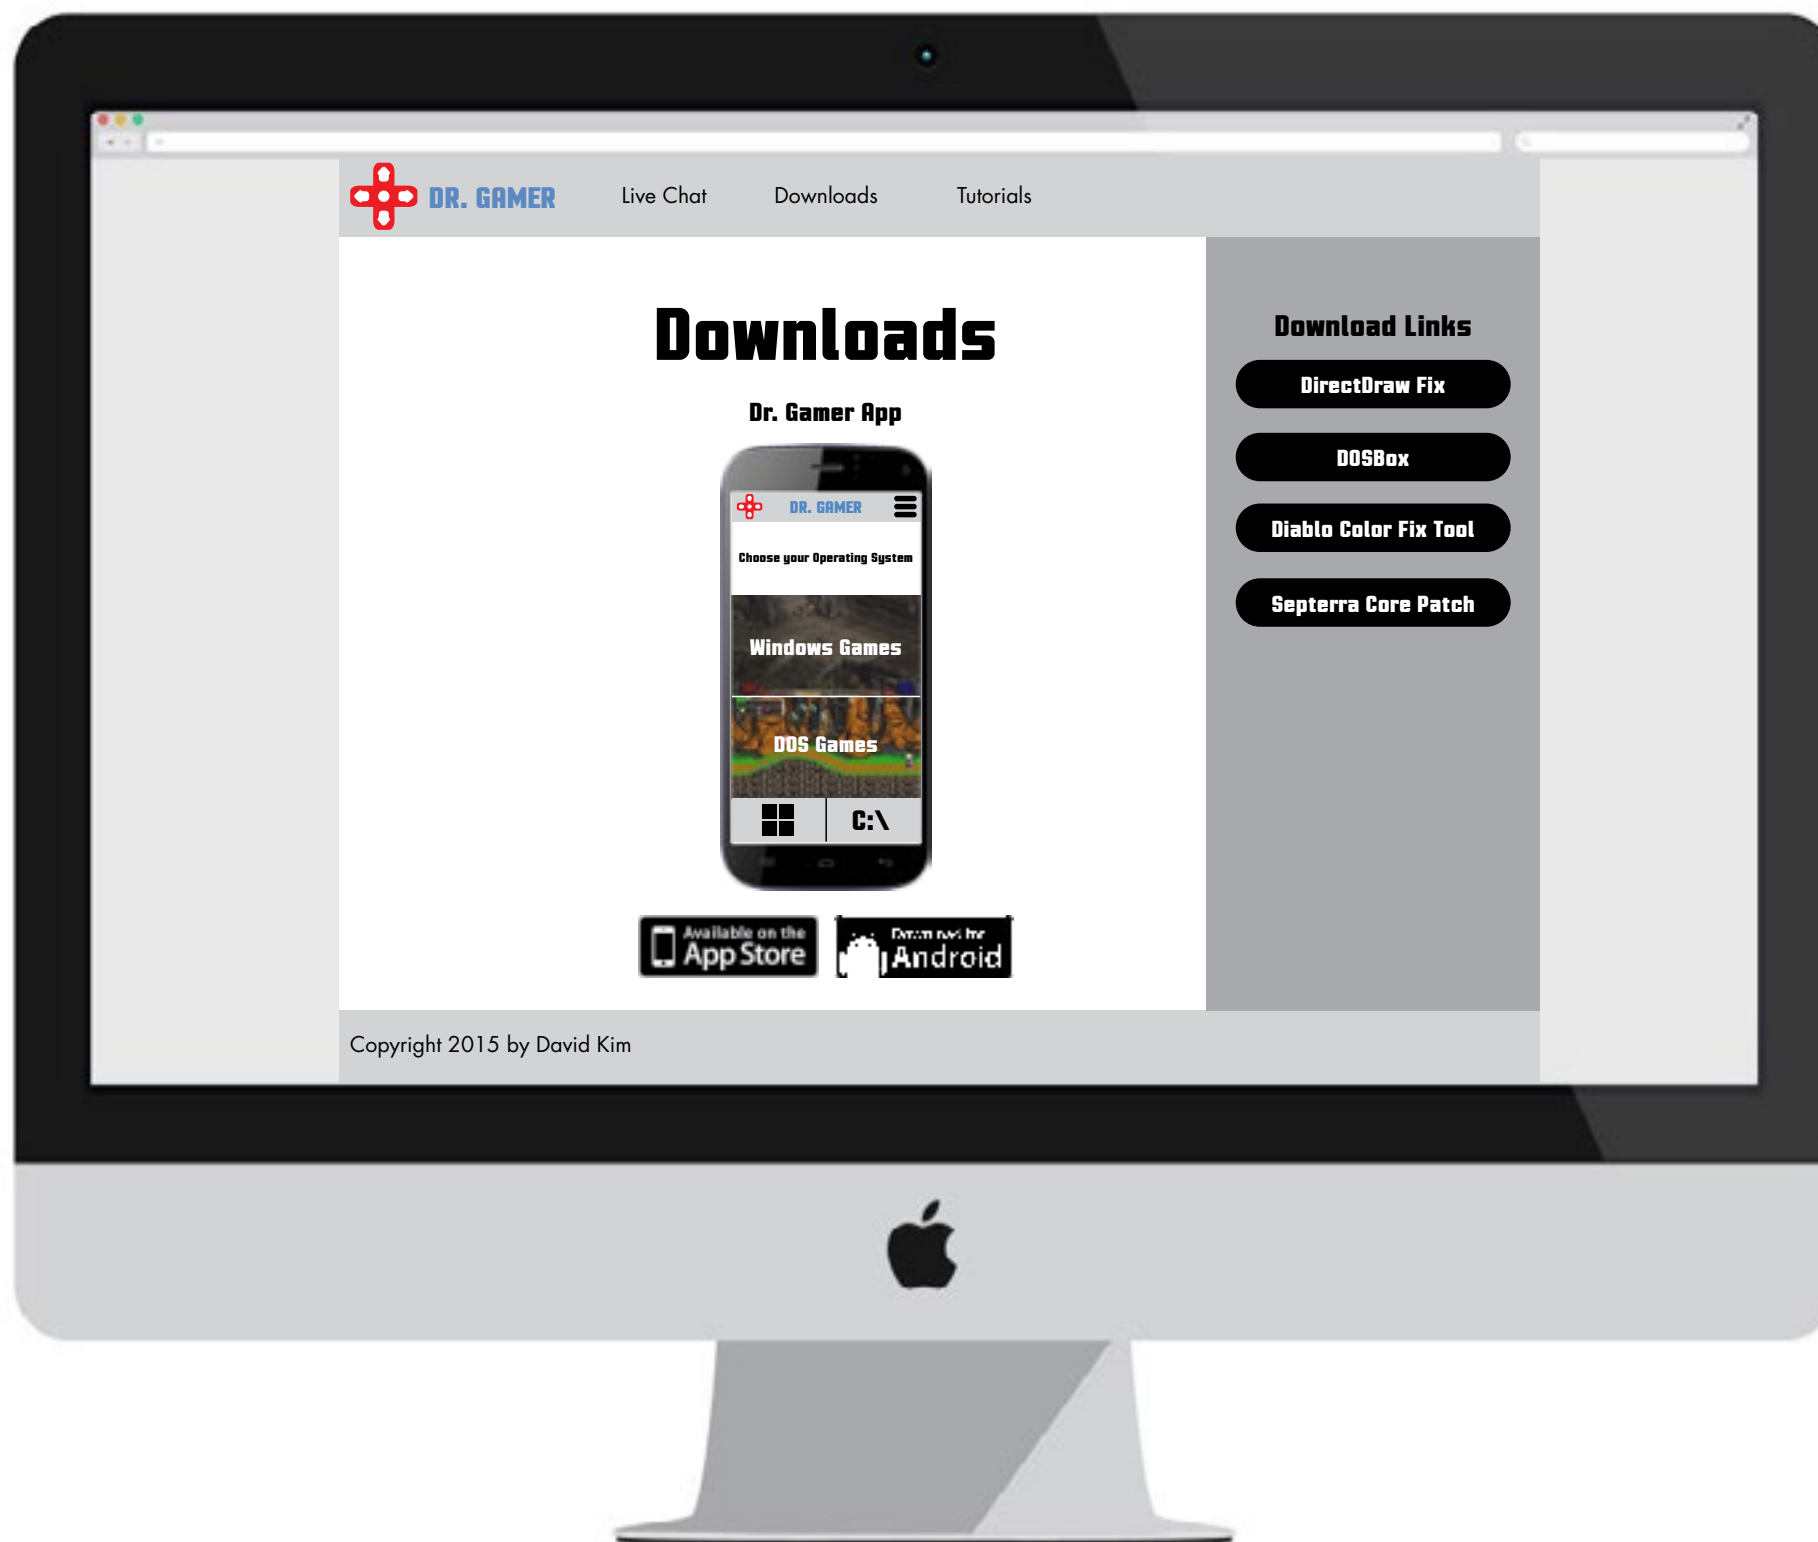 DR. GAMER
Live Chat
Downloads
Tutorials
Downloads
Dr. Gamer App
DR. GAMER
Choose your Operating System
Windows Games
DOS Games
C:\
Available on the
App Store
Download for
Android
Download Links
DirectDraw Fix
DOSBox
Diablo Color Fix Tool
Septerra Core Patch
Copyright 2015 by David Kim